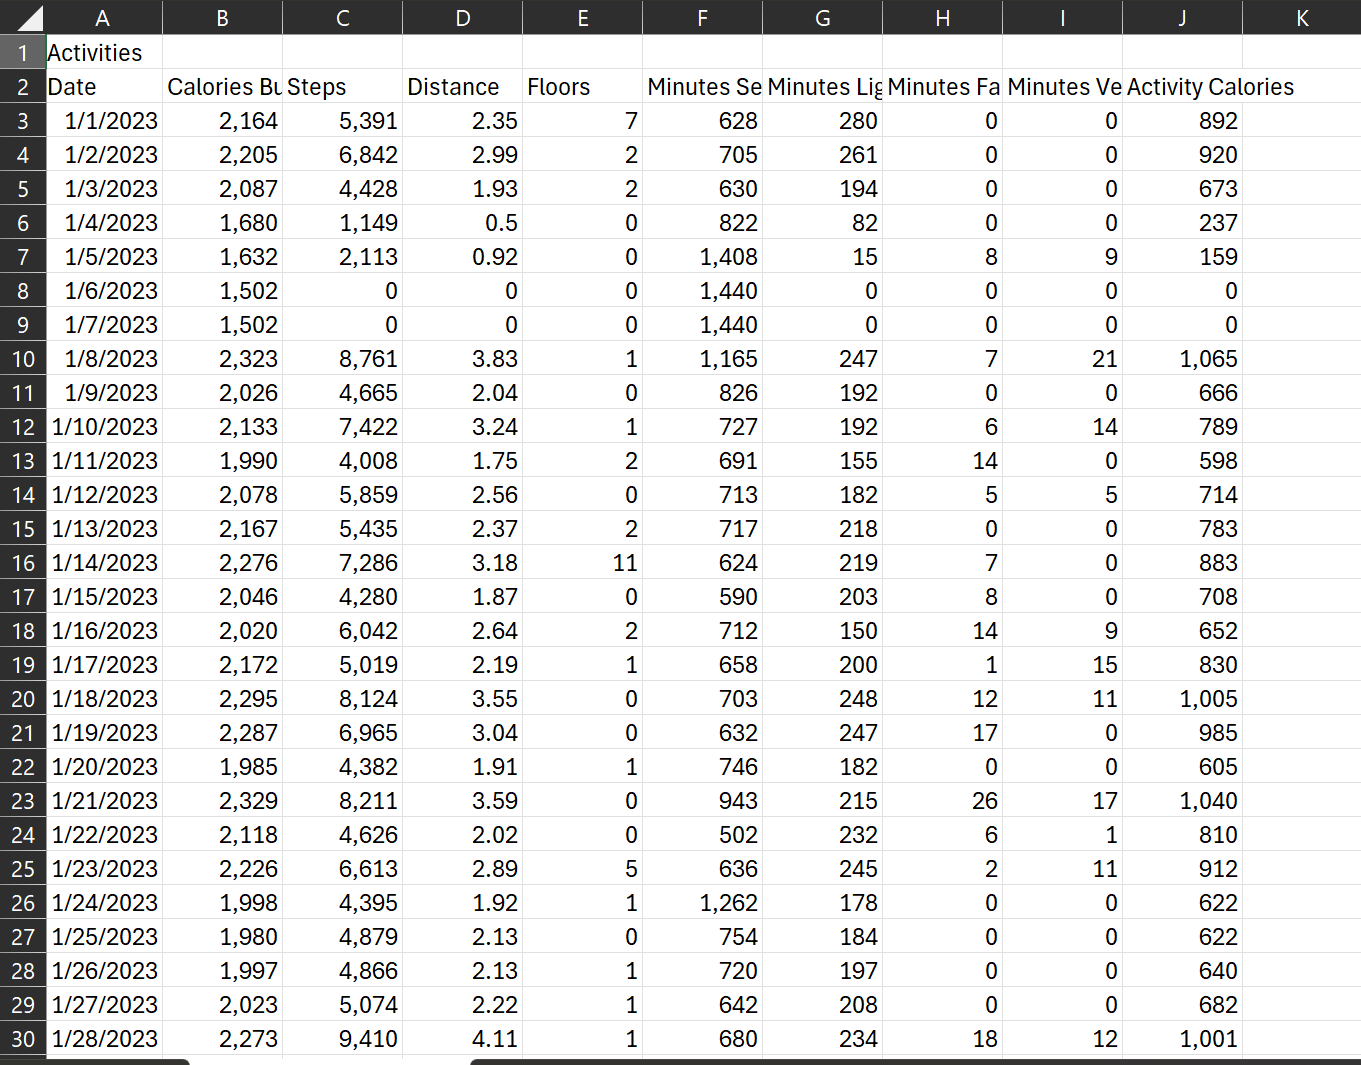 A B C D E F G H I J K
1 Activities
2 Date Calories Bu Steps Distance Floors Minutes Se Minutes Lig Minutes Fa Minutes Ve Activity Calories
3 1/1/2023 2,164 5,391 2.35 7 628 280 0 0 892
4 1/2/2023 2,205 6,842 2.99 2 705 261 0 0 920
5 1/3/2023 2,087 4,428 1.93 2 630 194 0 0 673
6 1/4/2023 1,680 1,149 0.5 0 822 82 0 0 237
7 1/5/2023 1,632 2,113 0.92 0 1,408 15 8 9 159
8 1/6/2023 1,502 0 0 0 1,440 0 0 0 0
9 1/7/2023 1,502 0 0 0 1,440 0 0 0 0
10 1/8/2023 2,323 8,761 3.83 1 1,165 247 7 21 1,065
11 1/9/2023 2,026 4,665 2.04 0 826 192 0 0 666
12 1/10/2023 2,133 7,422 3.24 1 727 192 6 14 789
13 1/11/2023 1,990 4,008 1.75 2 691 155 14 0 598
14 1/12/2023 2,078 5,859 2.56 0 713 182 5 5 714
15 1/13/2023 2,167 5,435 2.37 2 717 218 0 0 783
16 1/14/2023 2,276 7,286 3.18 11 624 219 7 0 883
17 1/15/2023 2,046 4,280 1.87 0 590 203 8 0 708
18 1/16/2023 2,020 6,042 2.64 2 712 150 14 9 652
19 1/17/2023 2,172 5,019 2.19 1 658 200 1 15 830
20 1/18/2023 2,295 8,124 3.55 0 703 248 12 11 1,005
21 1/19/2023 2,287 6,965 3.04 0 632 247 17 0 985
22 1/20/2023 1,985 4,382 1.91 1 746 182 0 0 605
23 1/21/2023 2,329 8,211 3.59 0 943 215 26 17 1,040
24 1/22/2023 2,118 4,626 2.02 0 502 232 6 1 810
25 1/23/2023 2,226 6,613 2.89 5 636 245 2 11 912
26 1/24/2023 1,998 4,395 1.92 1 1,262 178 0 0 622
27 1/25/2023 1,980 4,879 2.13 0 754 184 0 0 622
28 1/26/2023 1,997 4,866 2.13 1 720 197 0 0 640
29 1/27/2023 2,023 5,074 2.22 1 642 208 0 0 682
30 1/28/2023 2,273 9,410 4.11 1 680 234 18 12 1,001